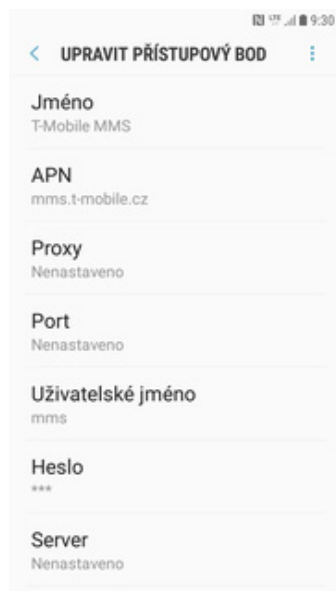 LTE 9:30
UPRAVIT PŘÍSTUPOVÝ BOD
Jméno
T-Mobile MMS
APN
mms.t-mobile.cz
Proxy
Nenastaveno
Port
Nenastaveno
Uživatelské jméno
mms
Heslo
***
Server
Nenastaveno